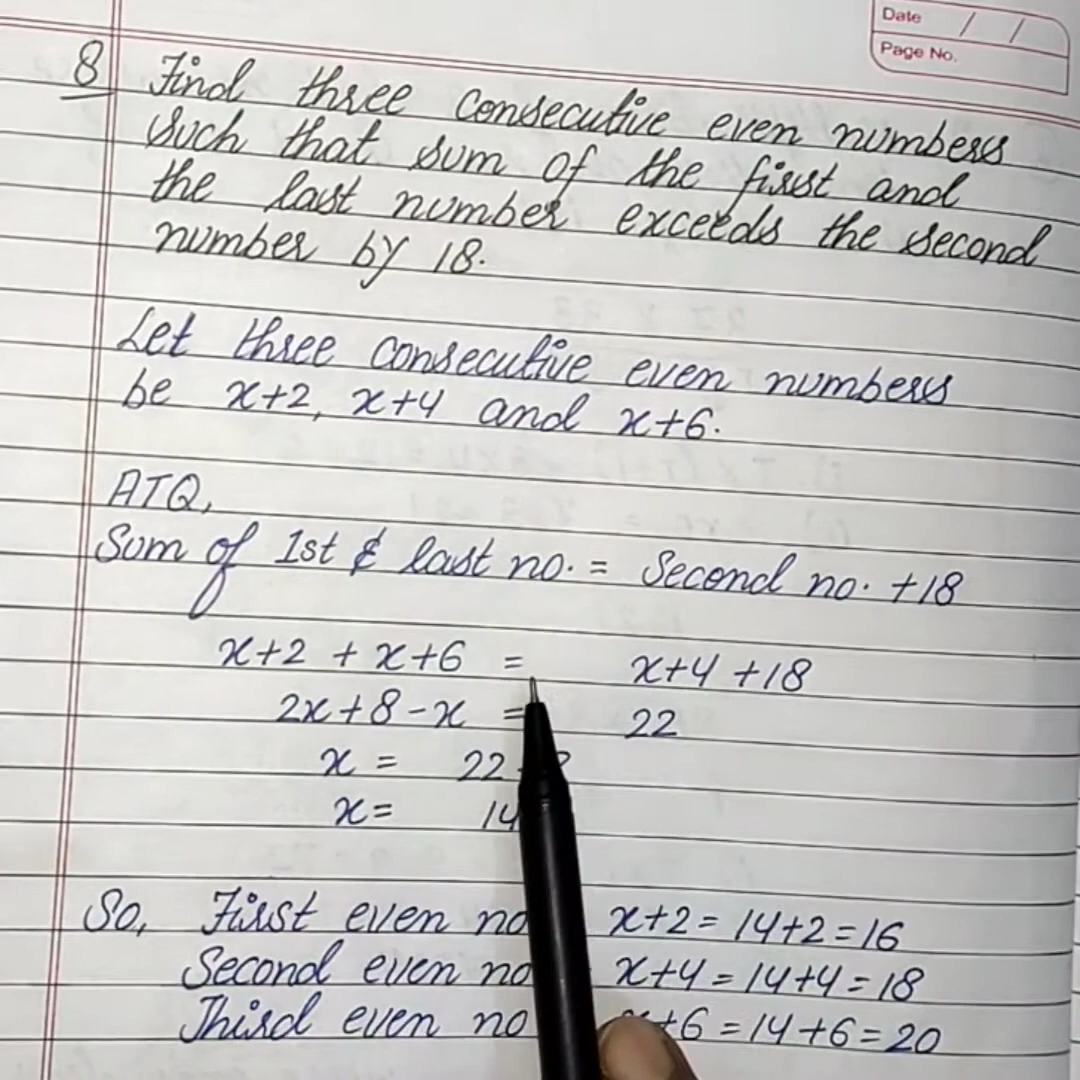 Date / /
Page No.
8 Find three consecutive even numbers
such that sum of the first and
the last number exceeds the second
number by 18.
Let three consecutive even numbers
be x+2, x+4 and x+6.
ATQ,
Sum of 1st & last no. = Second no. +18
x+2 + x+6 = x+4 +18
2x+8-x = 22
x = 22
x = 14
So, First even no x+2 = 14+2 = 16
Second even no x+4 = 14+4 = 18
Third even no x+6 = 14+6 = 20